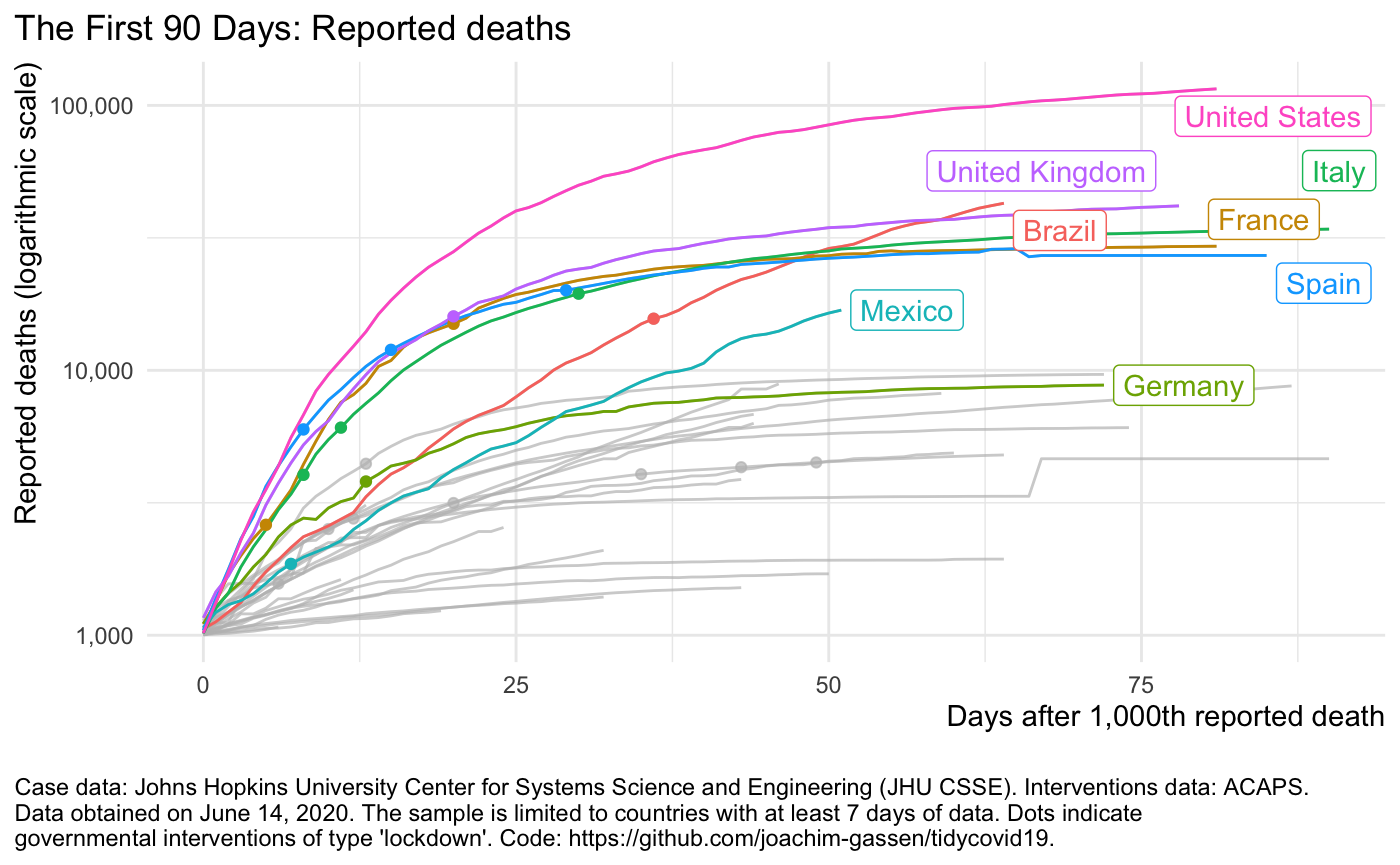 The First 90 Days: Reported deaths
Reported deaths (logarithmic scale)
100,000
10,000
1,000
United States
United Kingdom
Italy
France
Brazil
Spain
Mexico
Germany
0
25
50
75
Days after 1,000th reported death
Case data: Johns Hopkins University Center for Systems Science and Engineering (JHU CSSE). Interventions data: ACAPS.
Data obtained on June 14, 2020. The sample is limited to countries with at least 7 days of data. Dots indicate
governmental interventions of type 'lockdown'. Code: https://github.com/joachim-gassen/tidycovid19.